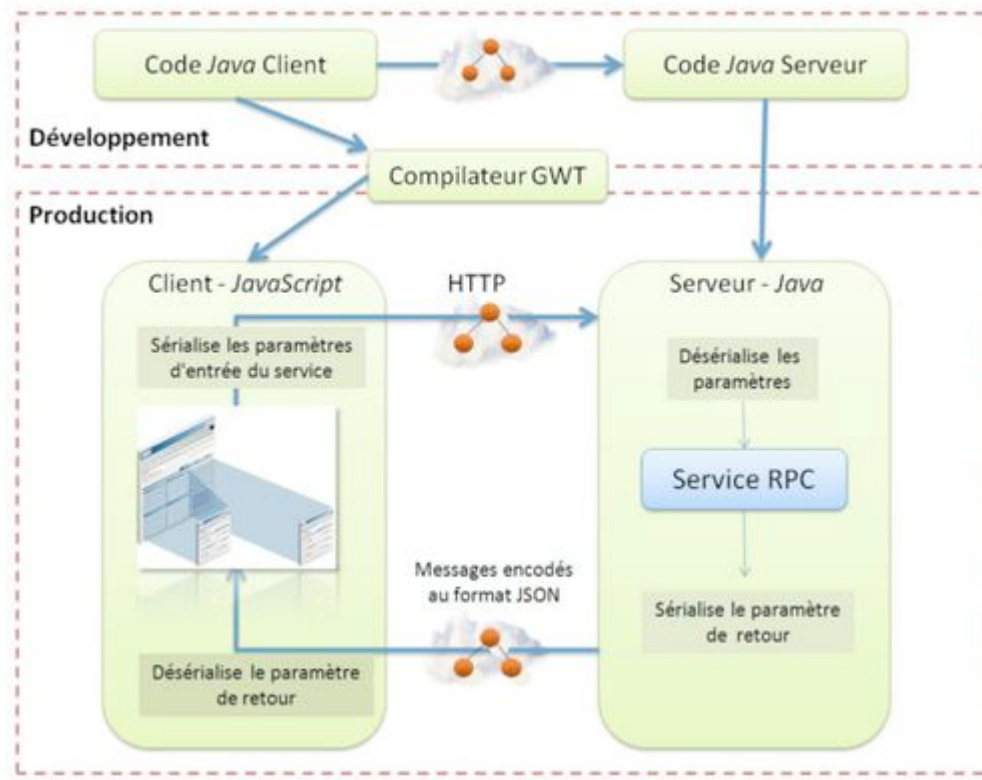 Code Java Client
Code Java Serveur
Développement
Compilateur GWT
Production
Client - JavaScript
HTTP
Serveur - Java
Sérialise les paramètres
d'entrée du service
Désérialise les
paramètres
Service RPC
Messages encodés
au format JSON
Sérialise le paramètre
de retour
Désérialise le paramètre
de retour